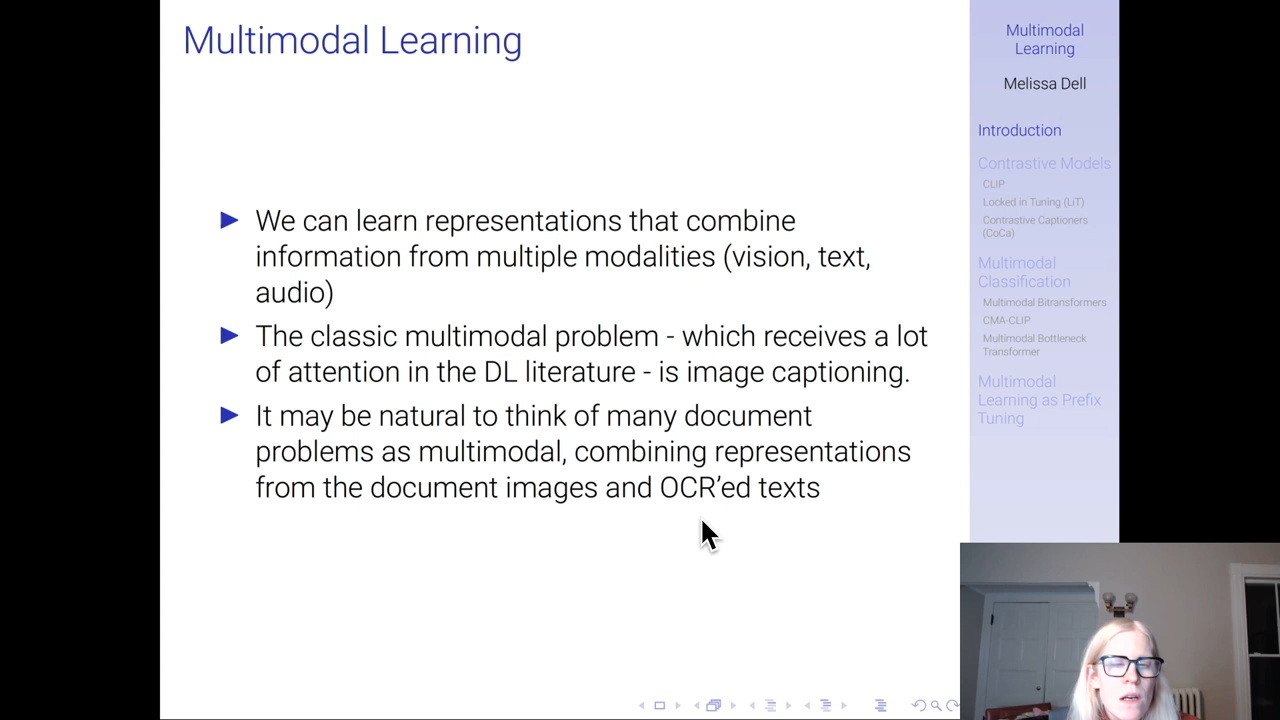 Multimodal Learning
We can learn representations that combine
information from multiple modalities (vision, text,
audio)
The classic multimodal problem - which receives a lot
of attention in the DL literature - is image captioning.
It may be natural to think of many document
problems as multimodal, combining representations
from the document images and OCR’ed texts
Multimodal
Learning
Melissa Dell
Introduction
Contrastive Models
CLIP
Locked in Tuning (LiT)
Contrastive Captioners
(CoCa)
Multimodal
Classification
Multimodal Bitransformers
CMA-CLIP
Multimodal Bottleneck
Transformer
Multimodal
Learning as Prefix
Tuning